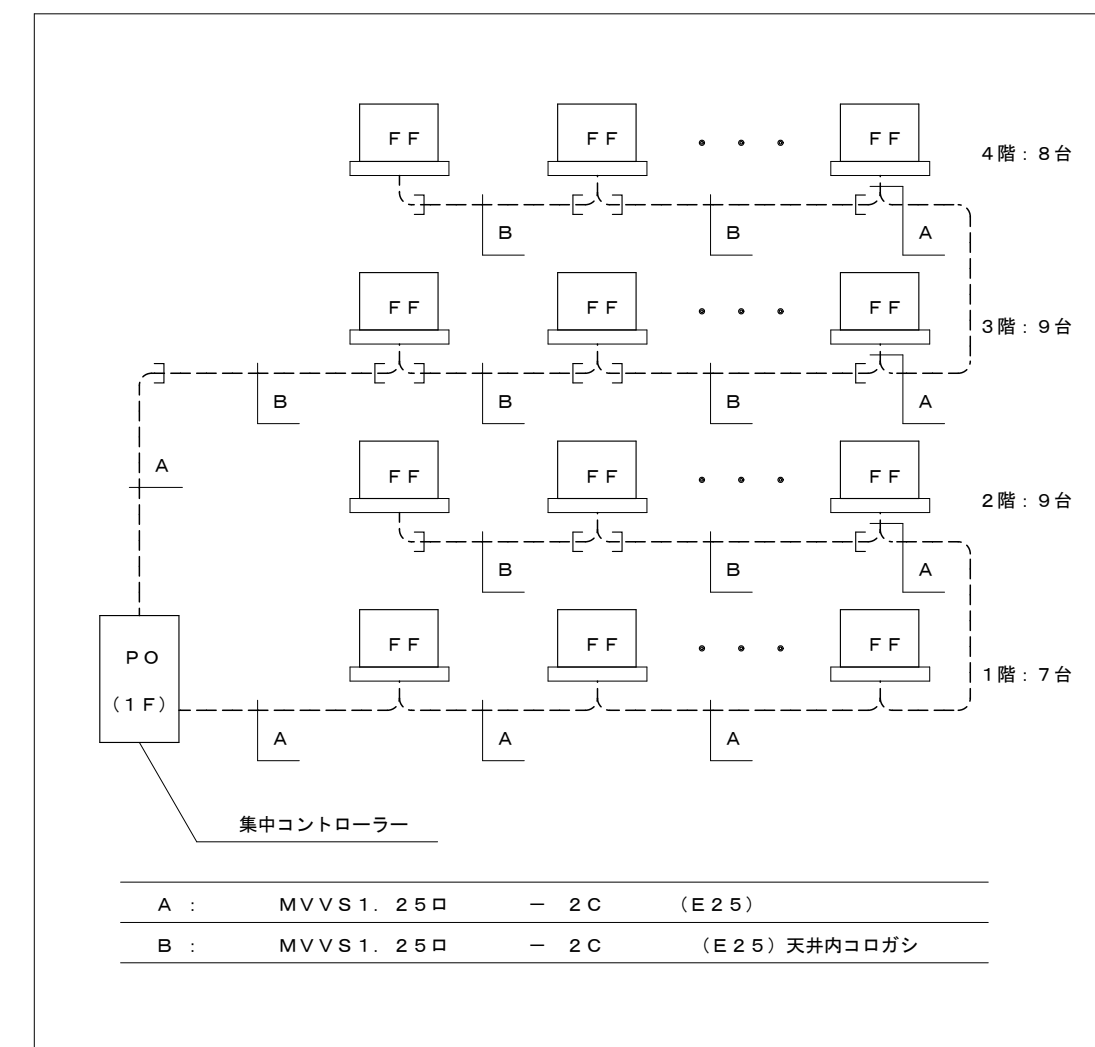 ＦＦ ＦＦ ・・・ ＦＦ ４階：８台
Ｂ Ｂ Ａ
ＦＦ ＦＦ ・・・ ＦＦ ３階：９台
Ｂ Ｂ Ｂ Ａ
Ａ
ＦＦ ＦＦ ・・・ ＦＦ ２階：９台
Ｂ Ｂ Ａ
ＰＯ
（１Ｆ）
ＦＦ ＦＦ ・・・ ＦＦ １階：７台
Ａ Ａ Ａ
集中コントローラー
Ａ： ＭＶＶＳ１．２５ロ － ２Ｃ （Ｅ２５）
Ｂ： ＭＶＶＳ１．２５ロ － ２Ｃ （Ｅ２５）天井内コロガシ